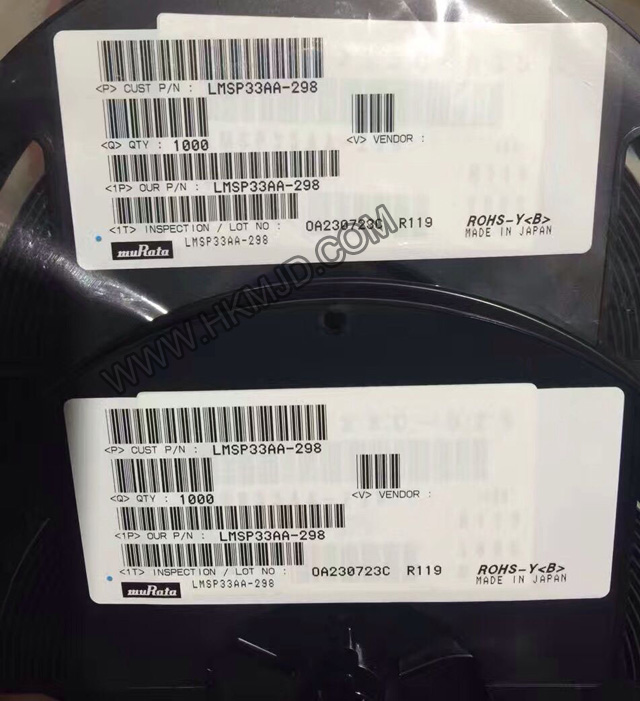 <P> CUST P/N : LMSP33AA-298
<Q> QTY : 1000 <V> VENDOR :
<1P> OUR P/N : LMSP33AA-298
<1T> INSPECTION / LOT NO : OA230723C R119 ROHS-Y<B>
muRata LMSP33AA-298 MADE IN JAPAN
WWW.HKMJD.COM
<P> CUST P/N : LMSP33AA-298
<Q> QTY : 1000 <V> VENDOR :
<1P> OUR P/N : LMSP33AA-298
<1T> INSPECTION / LOT NO : OA230723C R119 ROHS-Y<B>
muRata LMSP33AA-298 MADE IN JAPAN